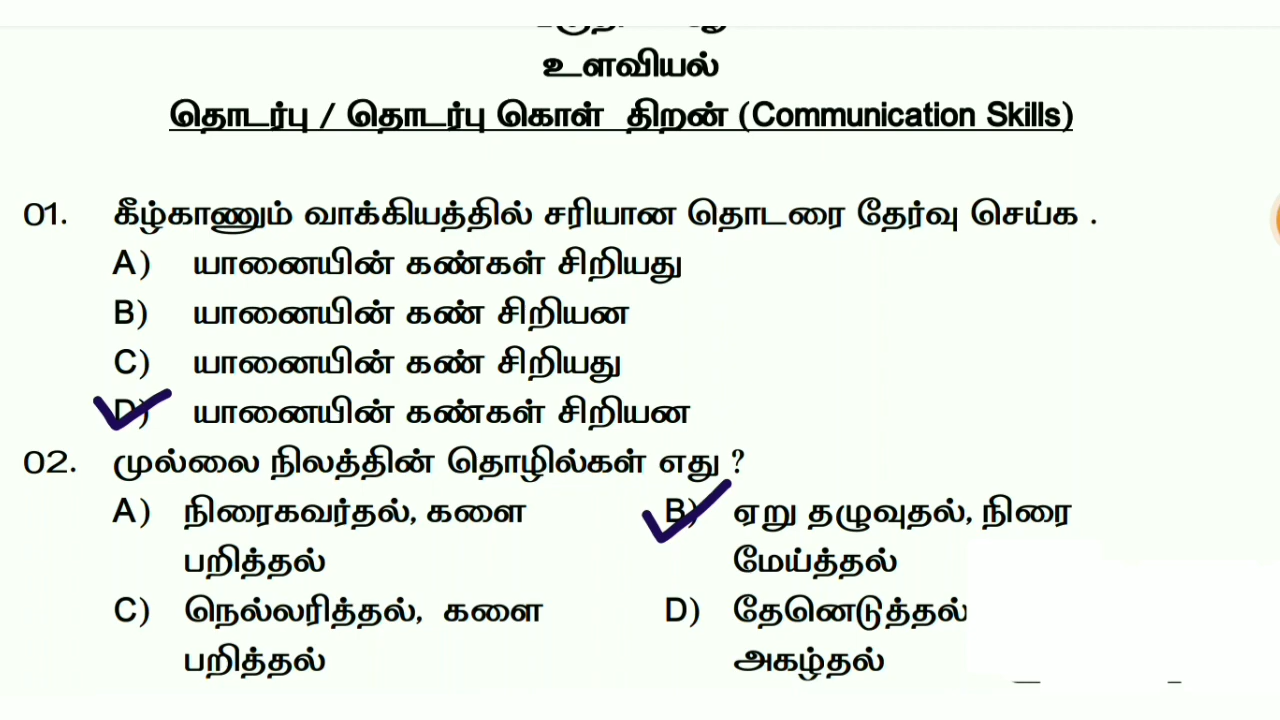 உளவியல்
தொடர்பு / தொடர்பு கொள் திறன் (Communication Skills)
01. கீழ்காணும் வாக்கியத்தில் சரியான தொடரை தேர்வு செய்க .
A) யானையின் கண்கள் சிறியது
B) யானையின் கண் சிறியன
C) யானையின் கண் சிறியது
D) யானையின் கண்கள் சிறியன
02. முல்லை நிலத்தின் தொழில்கள் எது ?
A) நிரைகவர்தல், களை பறித்தல்
B) ஏறு தழுவுதல், நிரை மேய்த்தல்
C) நெல்லரித்தல், களை பறித்தல்
D) தேனெடுத்தல் அகழ்தல்